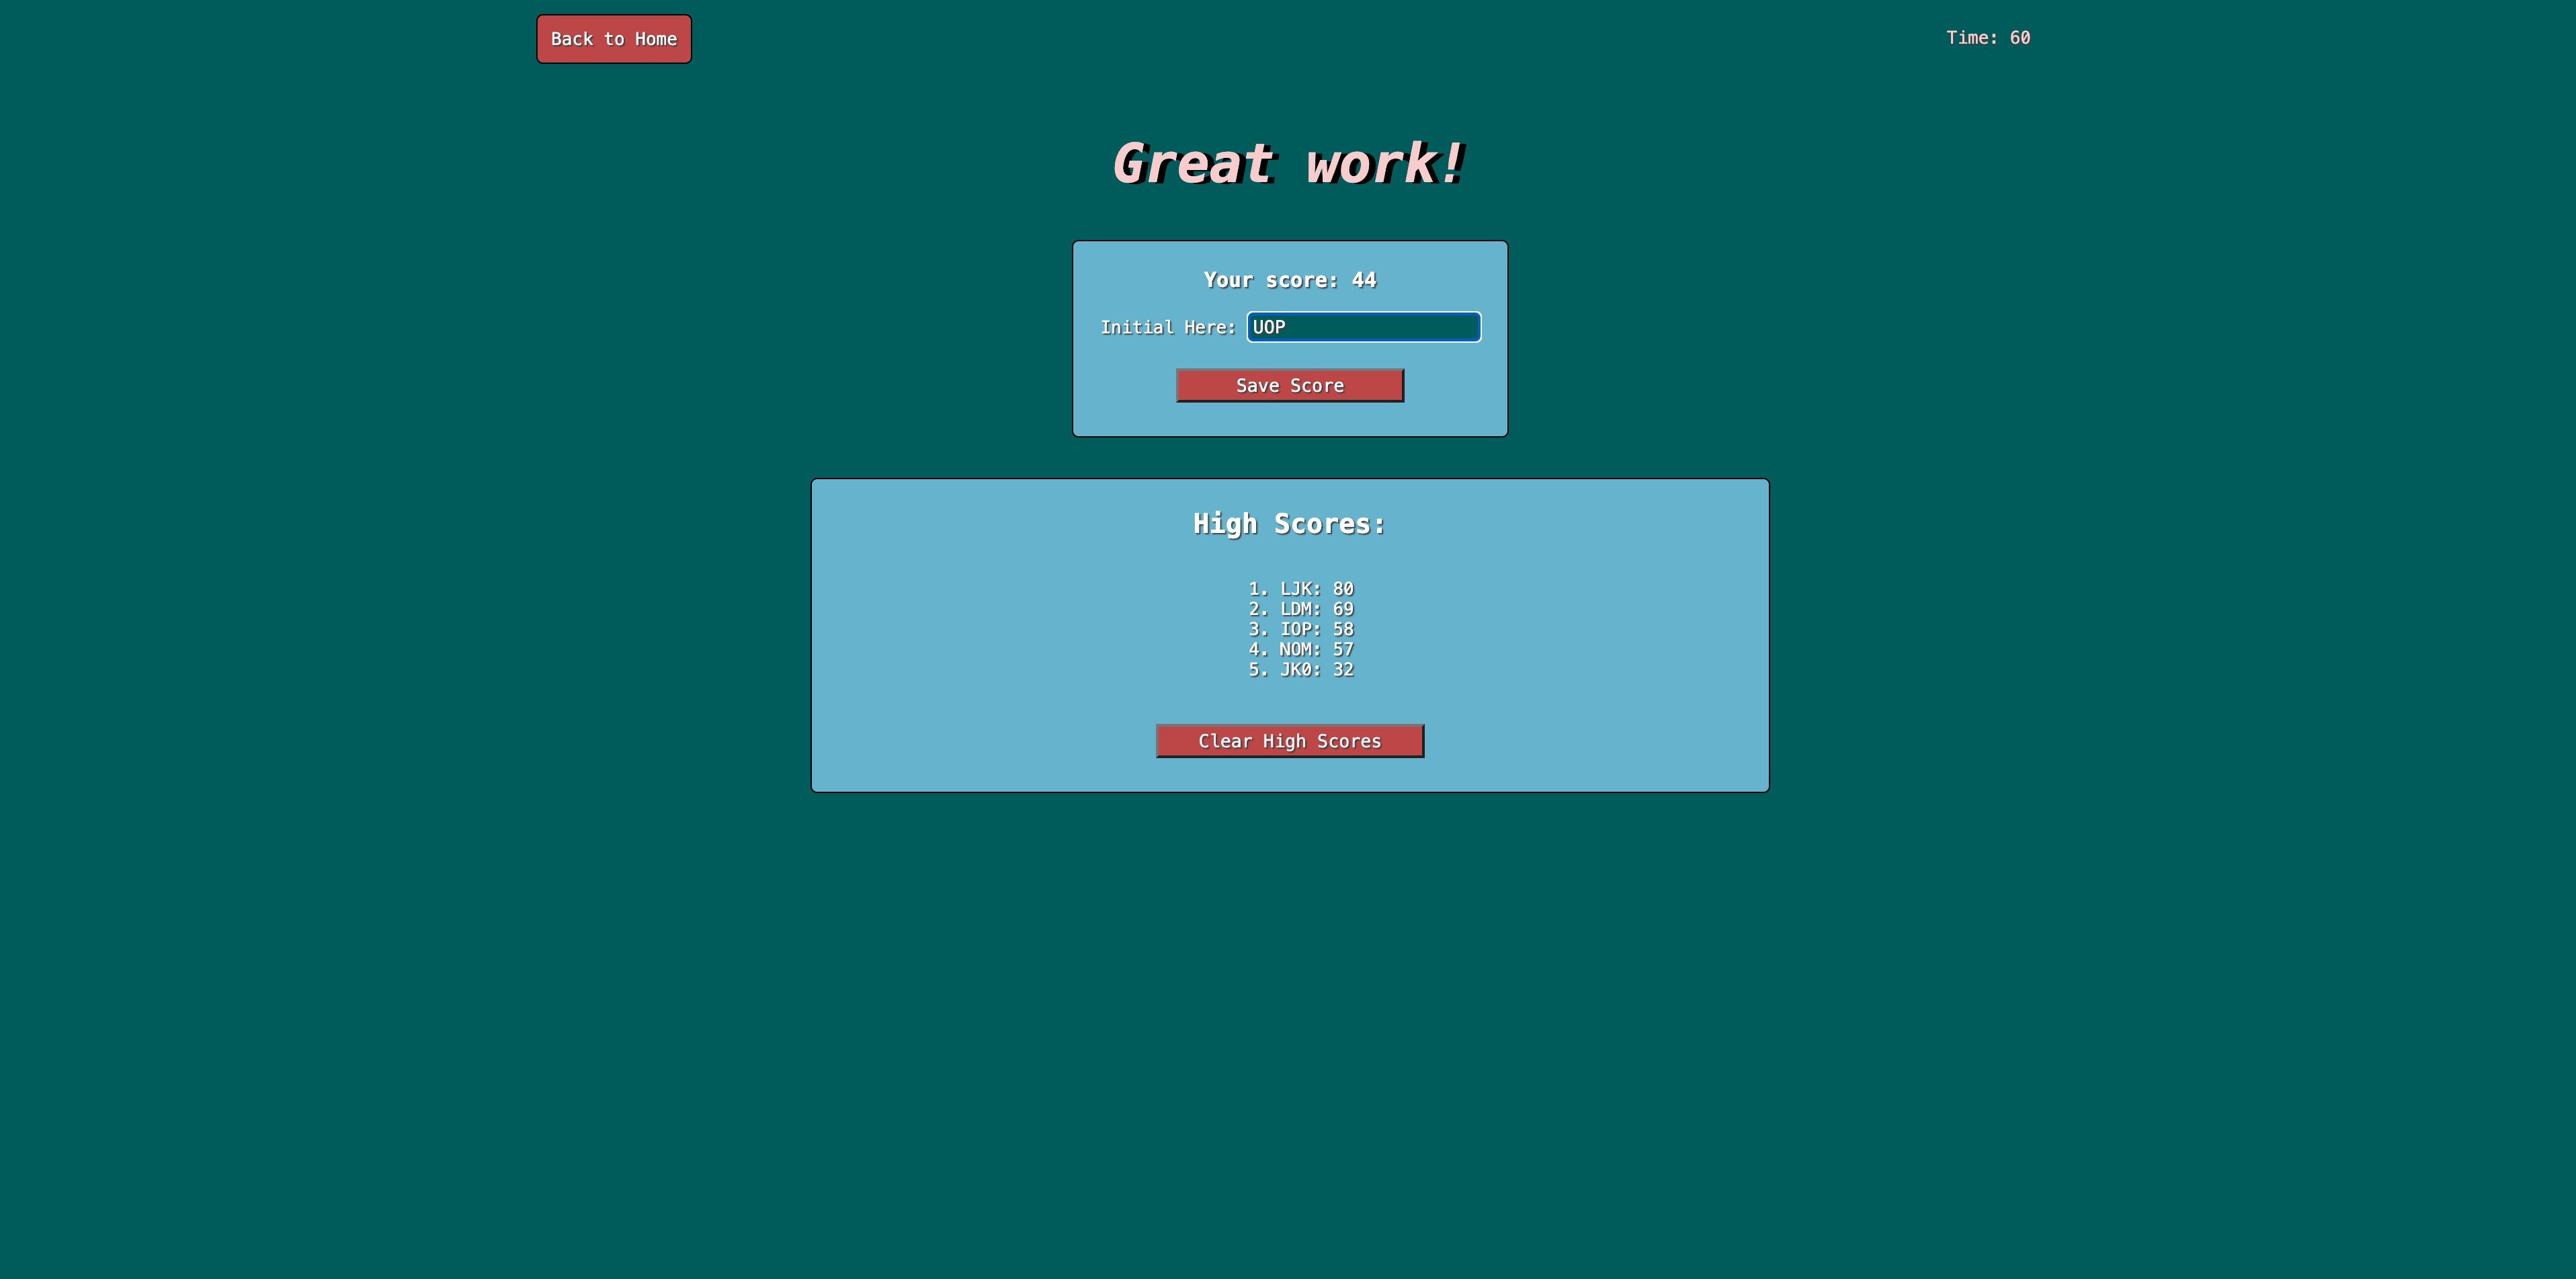 Back to Home
Time: 60
Great work!
Your score: 44
Initial Here: UOP
Save Score
High Scores:
1. LJK: 80
2. LDM: 69
3. IOP: 58
4. NOM: 57
5. JK0: 32
Clear High Scores